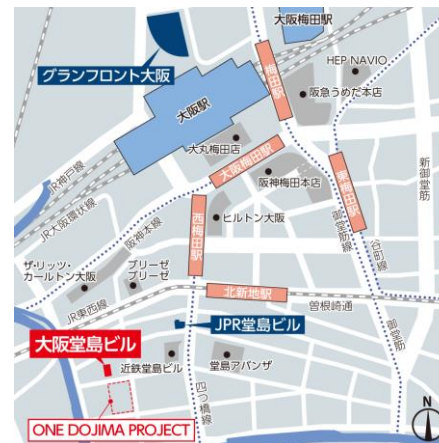 大阪梅田駅
グランフロント大阪
梅田駅
HEP NAVIO
阪急うめだ本店
大阪駅
大丸梅田店
大阪梅田駅
阪神梅田本店
東梅田駅
新御堂筋
JR神戸線
JR大阪環状線
阪神本線
西梅田駅
ヒルトン大阪
御堂筋線
谷町線
ザ・リッツ・
カールトン大阪
ブリーゼ
ブリーゼ
北新地駅
曽根崎通
JR東西線
JPR堂島ビル
御堂筋
大阪堂島ビル
近鉄堂島ビル
堂島アバンザ
四つ橋線
ONE DOJIMA PROJECT
N